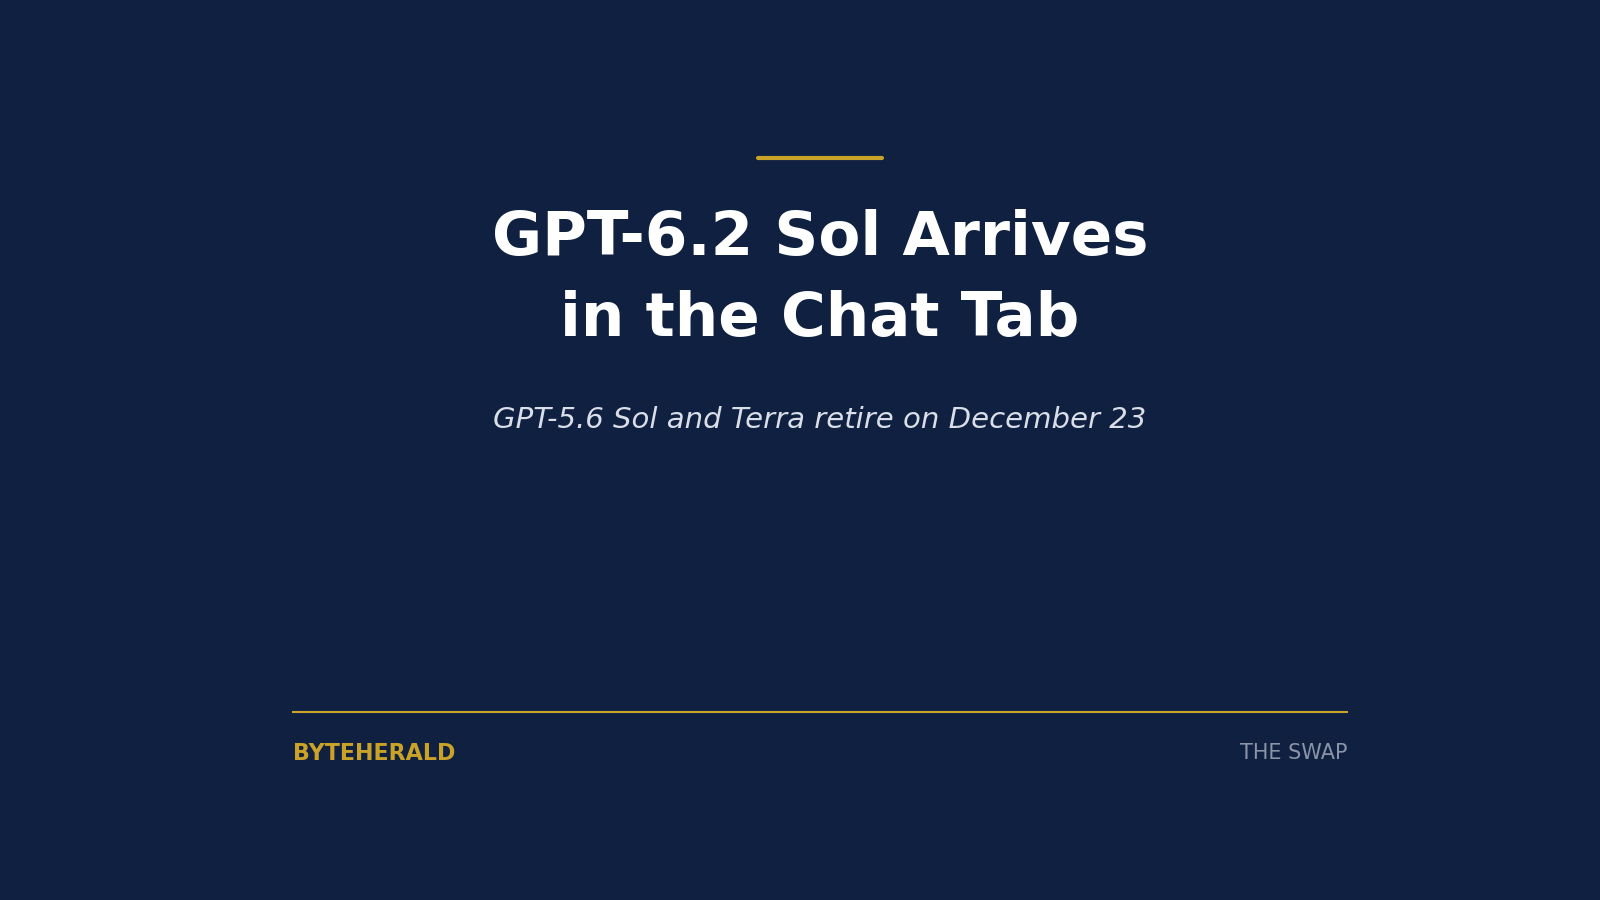 GPT-6.2 Sol Arrives
in the Chat Tab
GPT-5.6 Sol and Terra retire on December 23
BYTEHERALD
THE SWAP